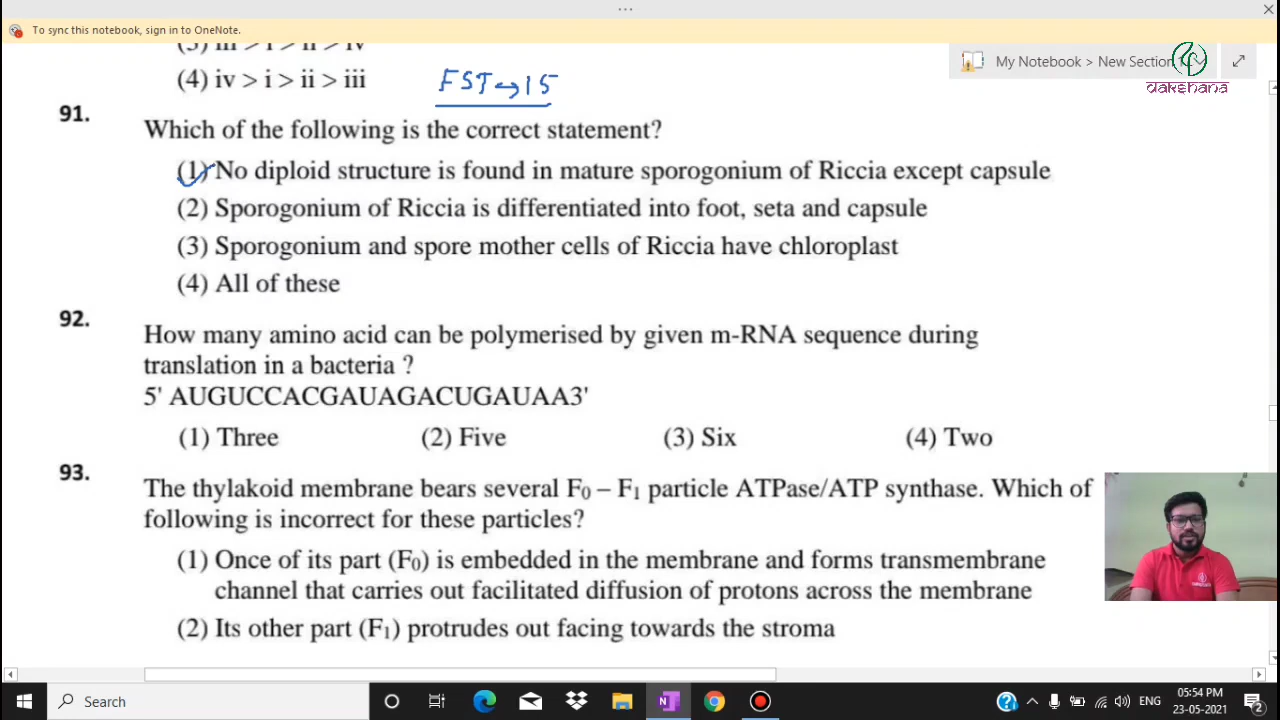 To sync this notebook, sign in to OneNote.
(3) iii > i > ii > iv
My Notebook > New Section 1
dakshana
(4) iv > i > ii > iii
FST → 15
91.
Which of the following is the correct statement?
(1) No diploid structure is found in mature sporogonium of Riccia except capsule
(2) Sporogonium of Riccia is differentiated into foot, seta and capsule
(3) Sporogonium and spore mother cells of Riccia have chloroplast
(4) All of these
92.
How many amino acid can be polymerised by given m-RNA sequence during
translation in a bacteria ?
5' AUGUCCACGAUAGACUGAUAA3'
(1) Three (2) Five (3) Six (4) Two
93.
The thylakoid membrane bears several F0 – F1 particle ATPase/ATP synthase. Which of
following is incorrect for these particles?
(1) Once of its part (F0) is embedded in the membrane and forms transmembrane
channel that carries out facilitated diffusion of protons across the membrane
(2) Its other part (F1) protrudes out facing towards the stroma
Search
ENG
05:54 PM
23-05-2021
2